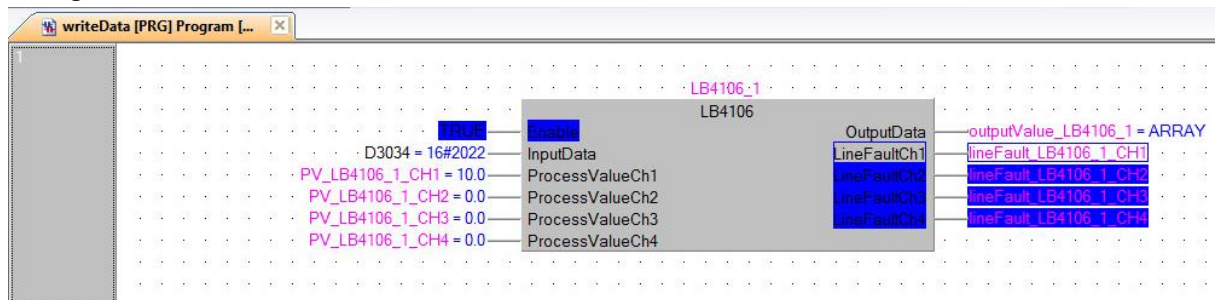 writeData [PRG] Program [...
1
LB4106_1
LB4106
TRUE Enable OutputData outputValue_LB4106_1 = ARRAY
D3034 = 16#2022 InputData LineFaultCh1 lineFault_LB4106_1_CH1
PV_LB4106_1_CH1 = 10.0 ProcessValueCh1 LineFaultCh2 lineFault_LB4106_1_CH2
PV_LB4106_1_CH2 = 0.0 ProcessValueCh2 LineFaultCh3 lineFault_LB4106_1_CH3
PV_LB4106_1_CH3 = 0.0 ProcessValueCh3 LineFaultCh4 lineFault_LB4106_1_CH4
PV_LB4106_1_CH4 = 0.0 ProcessValueCh4